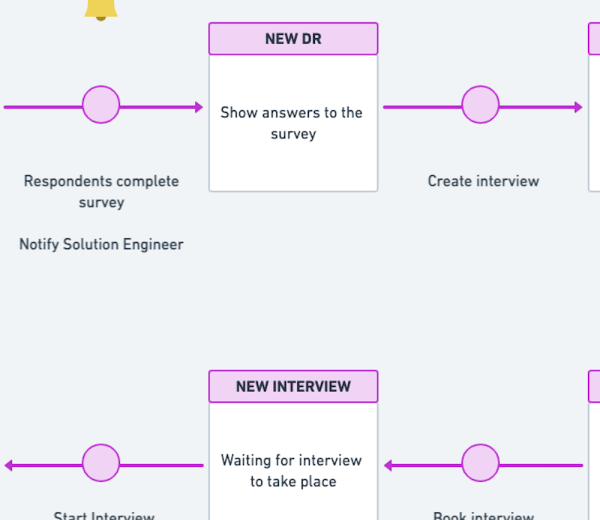 NEW DR
Show answers to the
survey
Respondents complete
survey
Notify Solution Engineer
Create interview
NEW INTERVIEW
Waiting for interview
to take place
Start Interview
Book interview